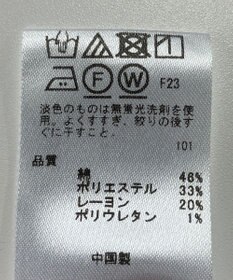 F W F23
淡色のものは無蛍光洗剤を使
用。よくすすぎ、絞りの後す
ぐに干すこと。
101
品質
綿 46%
ポリエステル 33%
レーヨン 20%
ポリウレタン 1%
中国製